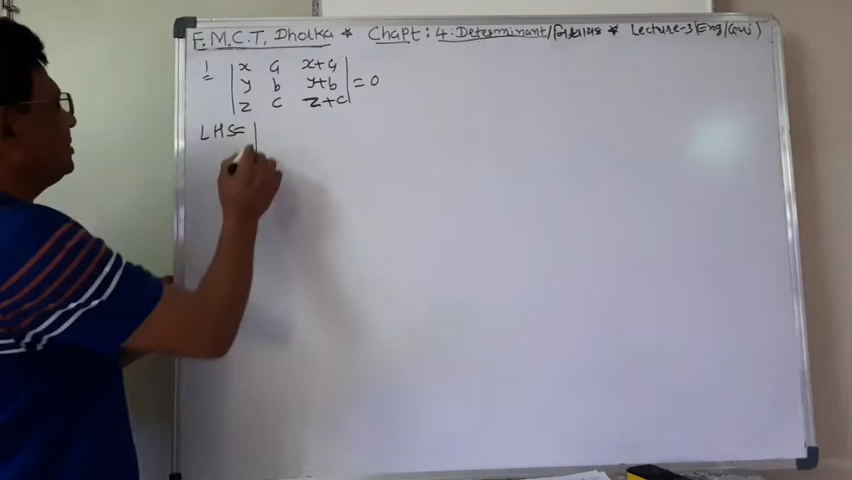 F.M.C.T. Dholka * Chapt: 4. Determinant/ * Lecture-3(Eng/Guj)
1 | x a x+a |
| y b y+b | = 0
| z c z+c |
LHS= |